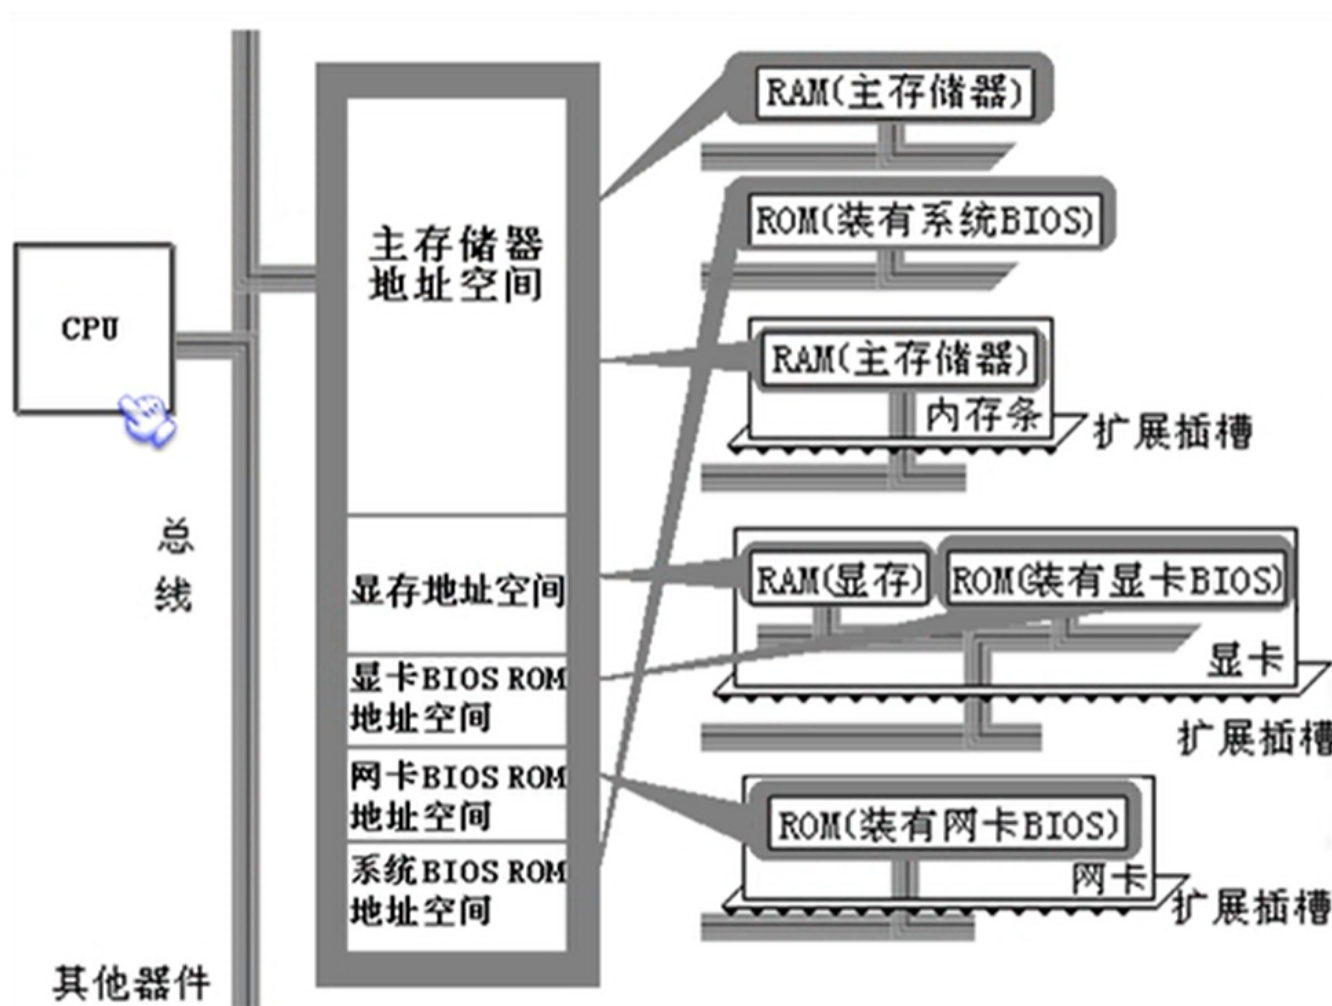 CPU
总
线
其他器件
主存储器
地址空间
显存地址空间
显卡BIOS ROM
地址空间
网卡BIOS ROM
地址空间
系统BIOS ROM
地址空间
RAM(主存储器)
ROM(装有系统BIOS)
RAM(主存储器)
内存条
扩展插槽
RAM(显存)
ROM(装有显卡BIOS)
显卡
扩展插槽
ROM(装有网卡BIOS)
网卡
扩展插槽